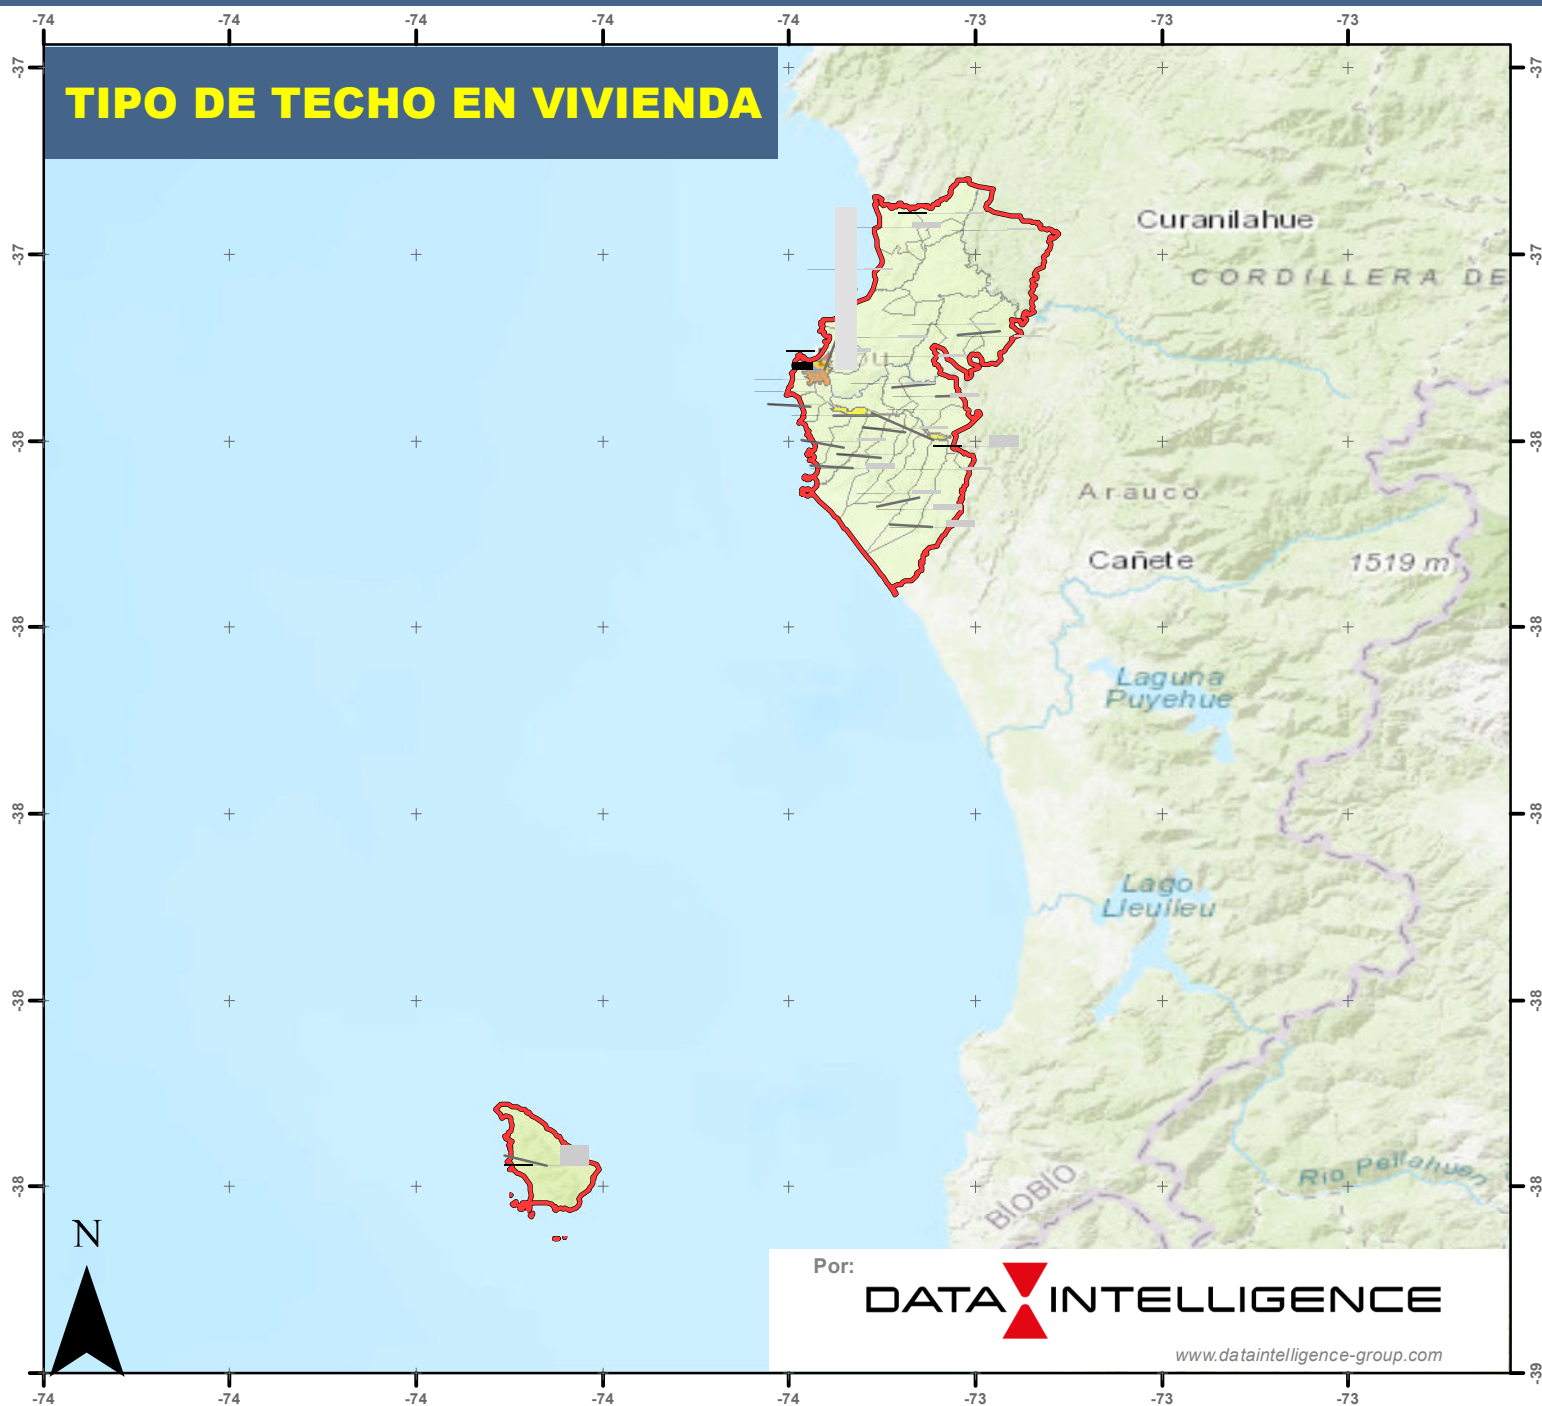 -74 -74 -74 -74 -74 -73 -73 -73
TIPO DE TECHO EN VIVIENDA
-37 -37
Curanilahue
-37 -37
CORDILLERA DE
-38 -38
Arauco
Cañete
1519 m
-38 -38
Laguna
Puyehue
-38 -38
Lago
Lleulleu
-38 -38
-38 -38
Rio Pellahuen
BIOBÍO
N
Por:
DATA INTELLIGENCE
www.dataintelligence-group.com
-39
-74 -74 -74 -74 -74 -73 -73 -73